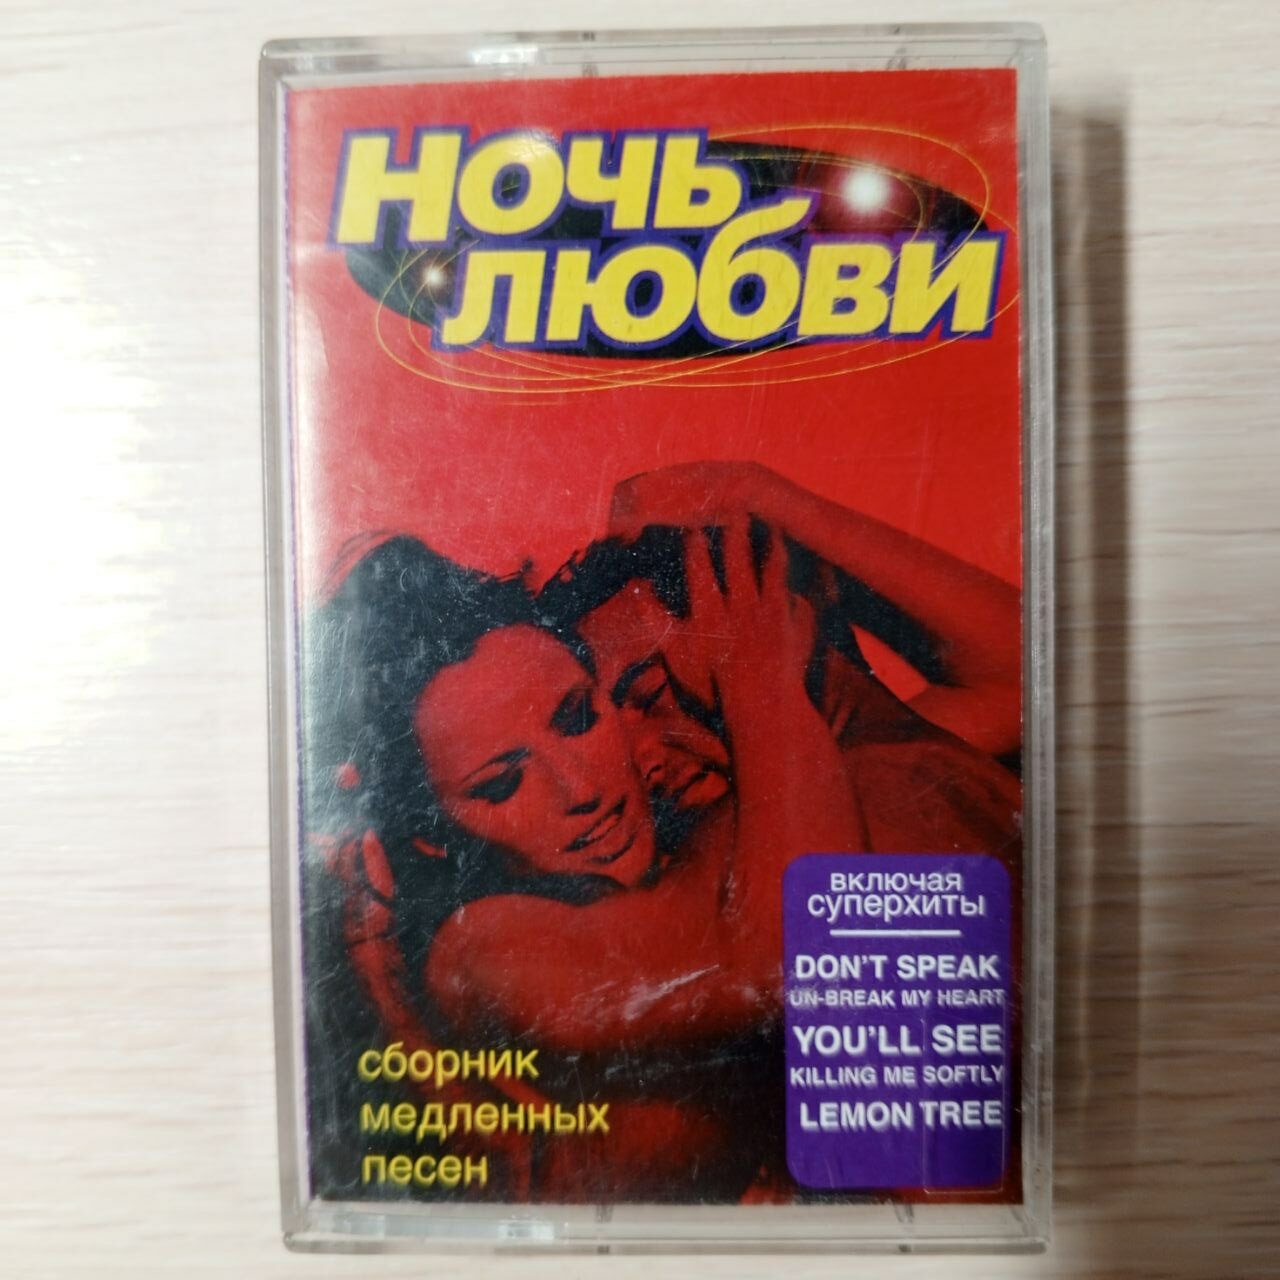 ночь
любви
включая
суперхиты
DON'T SPEAK
UN-BREAK MY HEART
YOU'LL SEE
KILLING ME SOFTLY
LEMON TREE
сборник
медленных
песен